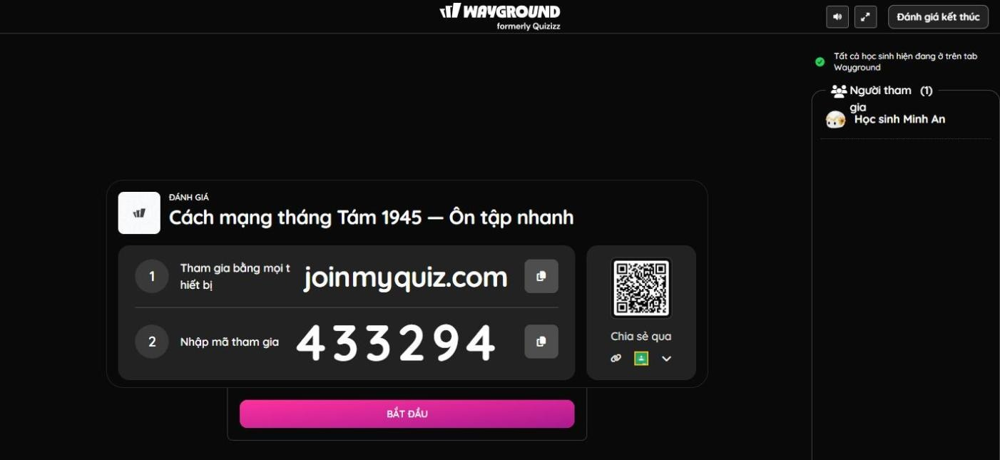 WAYGROUND
formerly Quizizz
Đánh giá kết thúc
Tất cả học sinh hiện đang ở trên tab
Wayground
Người tham (1)
gia
Học sinh Minh An
ĐÁNH GIÁ
Cách mạng tháng Tám 1945 — Ôn tập nhanh
1
Tham gia bằng mọi t
hiết bị
joinmyquiz.com
2
Nhập mã tham gia
433294
Chia sẻ qua
BẮT ĐẦU